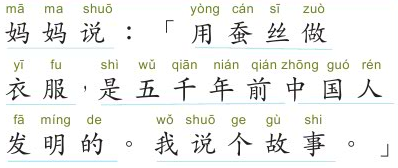 mā ma shuō yòng cán sī zuò
妈妈说：「用蚕丝做
yī fu shì wǔ qiān nián qián zhōng guó rén
衣服，是五千年前中国人
fā míng de wǒ shuō ge gù shi
发明的。我说个故事。」